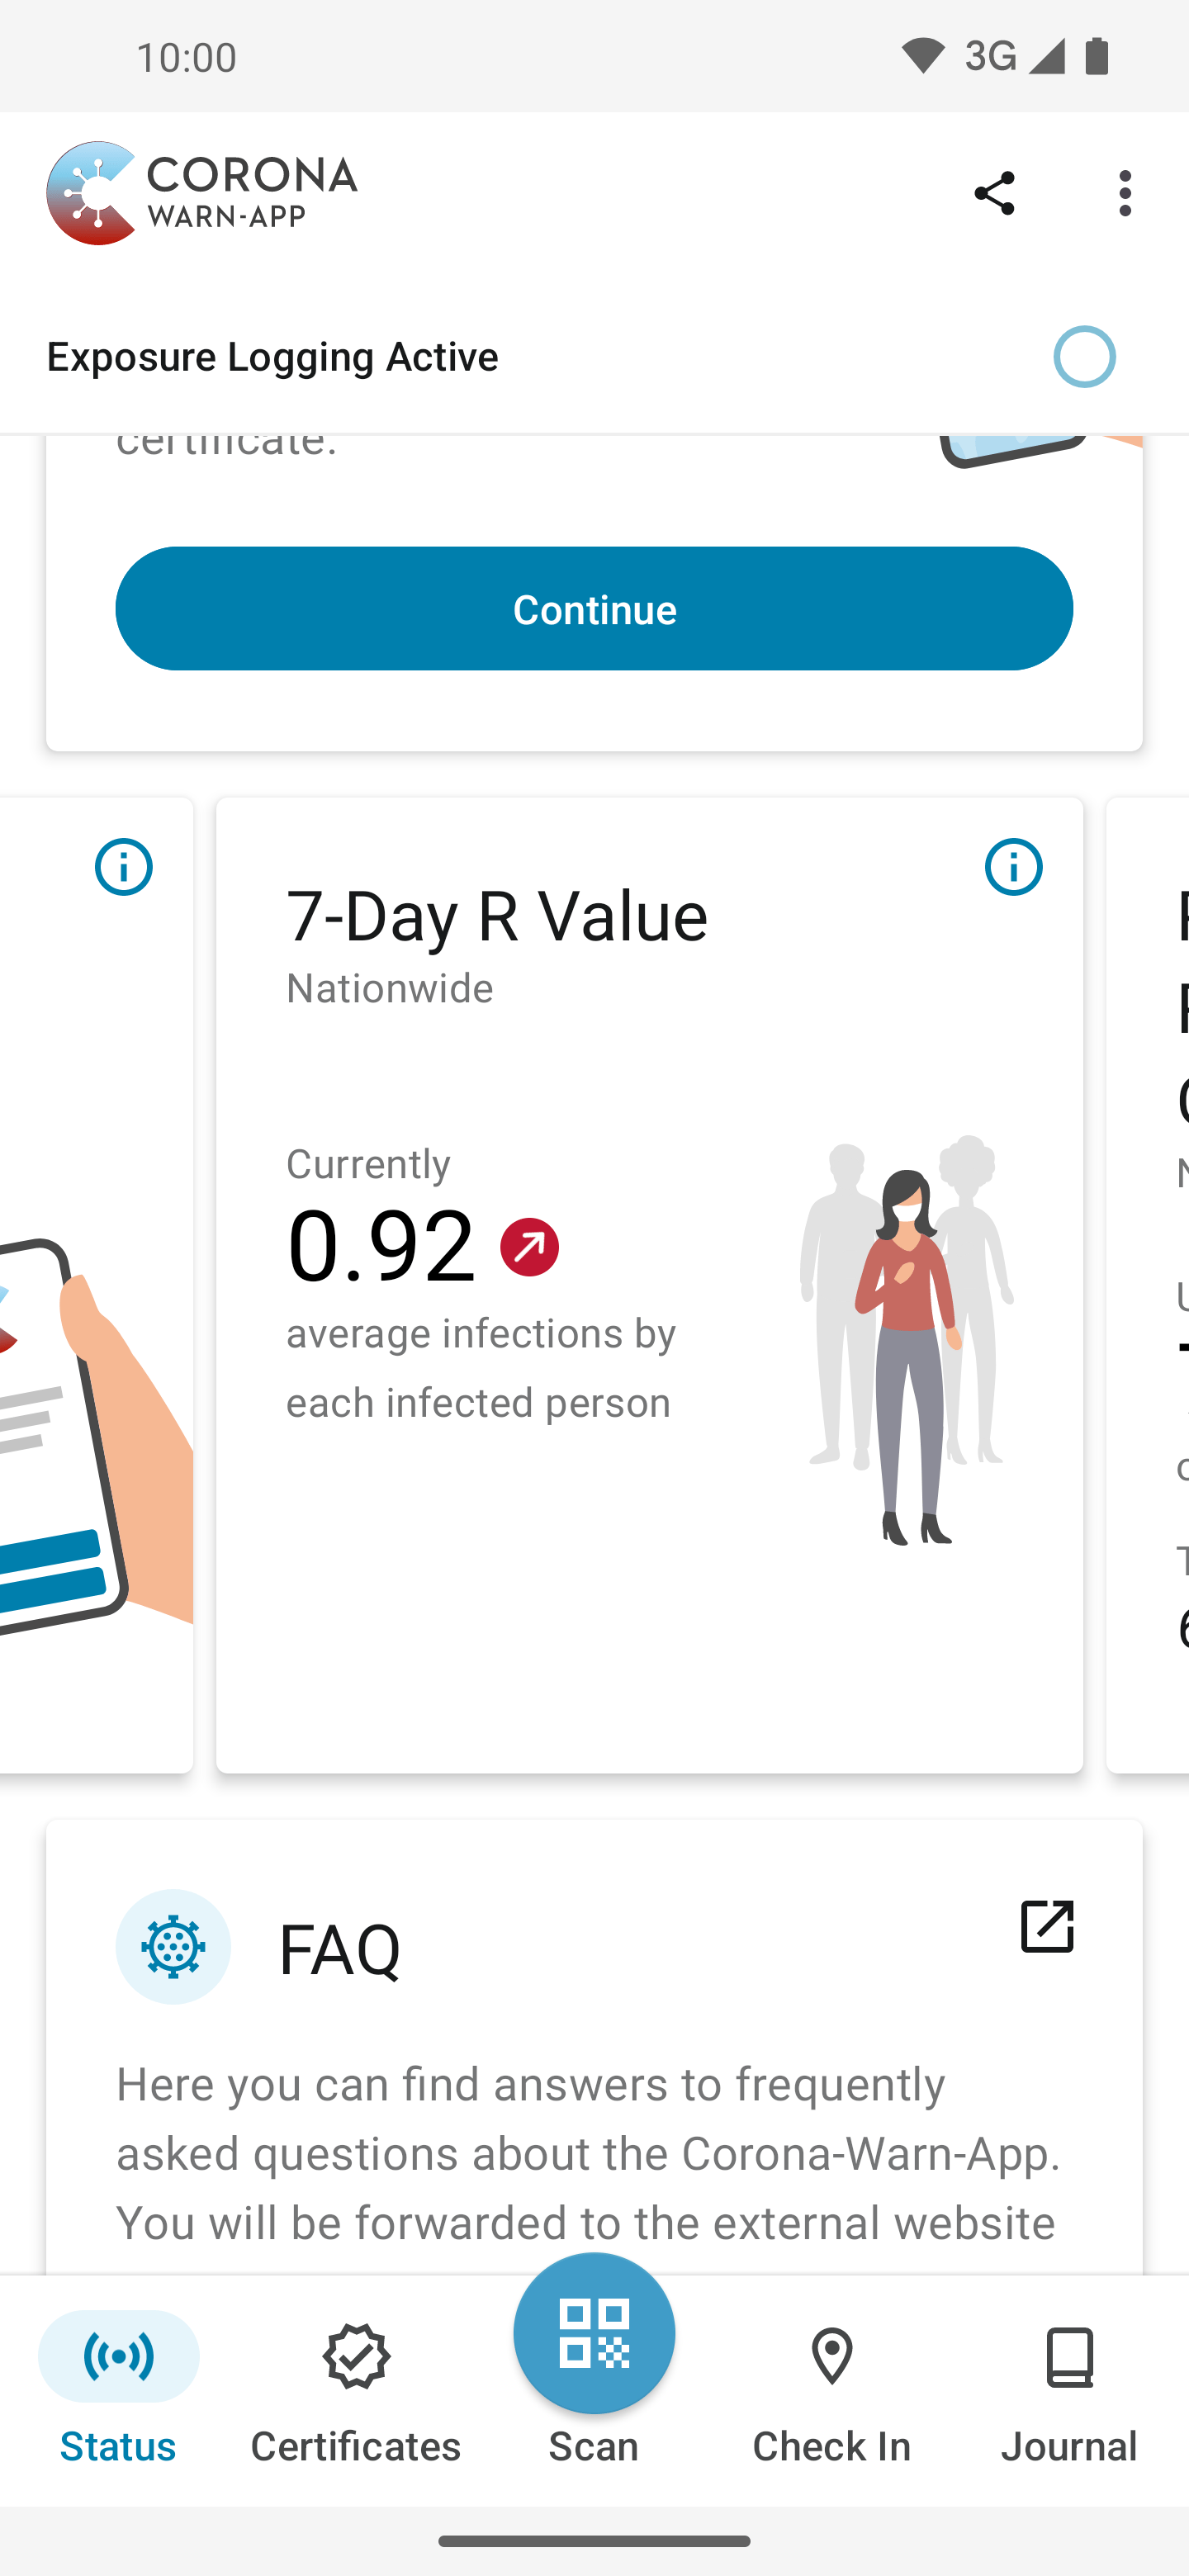 10:00
3G
CORONA
WARN-APP
Exposure Logging Active
certificate.
Continue
7-Day R Value
Nationwide
Currently
0.92
average infections by
each infected person
FAQ
Here you can find answers to frequently
asked questions about the Corona-Warn-App.
You will be forwarded to the external website
Status
Certificates
Scan
Check In
Journal